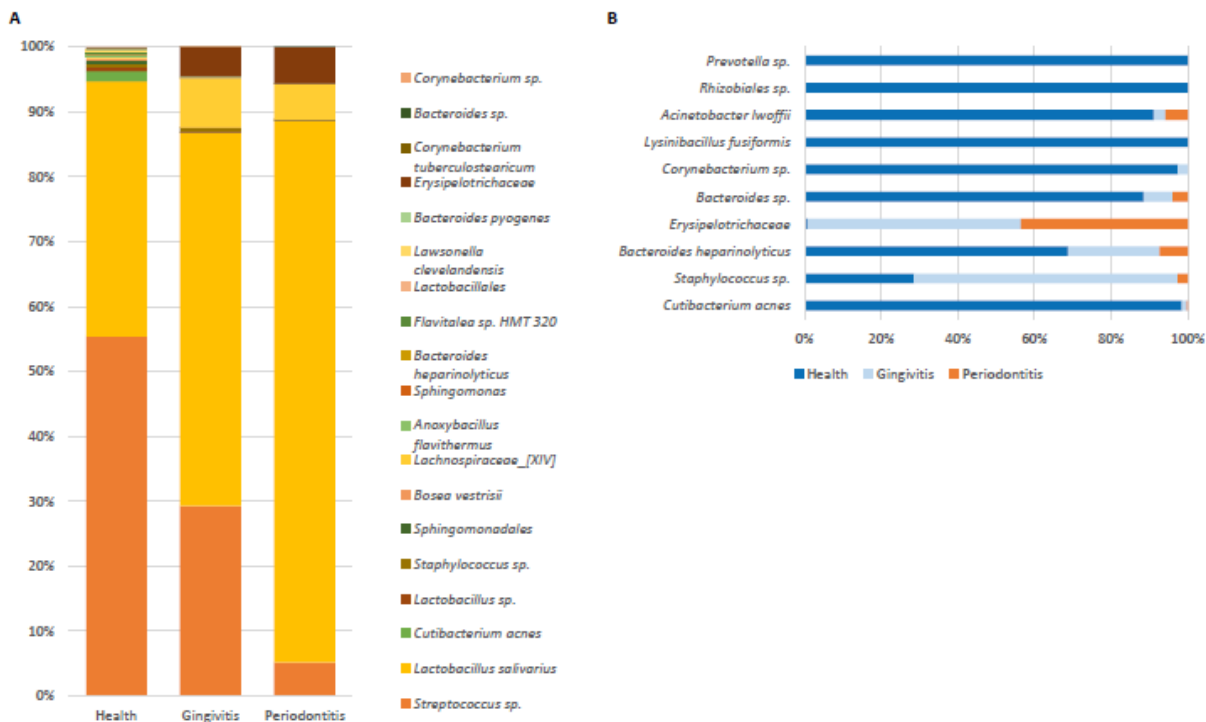 A
100%
90%
80%
70%
60%
50%
40%
30%
20%
10%
0%
Health Gingivitis Periodontitis
Corynebacterium sp.
Bacteroides sp.
Corynebacterium
tuberculostearicum
Erysipelotrichaceae
Bacteroides pyogenes
Lawsonella
clevelandensis
Lactobacillales
Flavitalea sp. HMT 320
Bacteroides
heparinolyticus
Sphingomonas
Anoxybacillus
flavithermus
Lachnospiraceae_[XIV]
Bosea vestrisii
Sphingomonadales
Staphylococcus sp.
Lactobacillus sp.
Cutibacterium acnes
Lactobacillus salivarius
Streptococcus sp.
B
Prevotella sp.
Rhizobiales sp.
Acinetobacter lwoffii
Lysinibacillus fusiformis
Corynebacterium sp.
Bacteroides sp.
Erysipelotrichaceae
Bacteroides heparinolyticus
Staphylococcus sp.
Cutibacterium acnes
0% 20% 40% 60% 80% 100%
Health Gingivitis Periodontitis